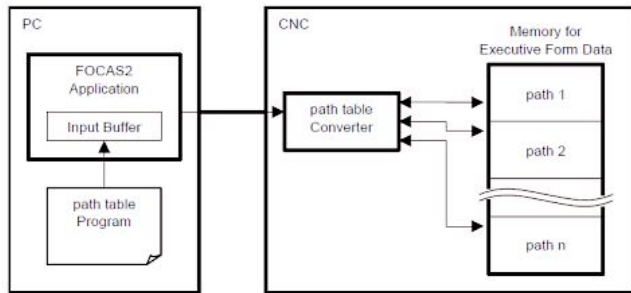 PC
FOCAS2
Application
Input Buffer
path table
Program
CNC
path table
Converter
Memory for
Executive Form Data
path 1
path 2
path n